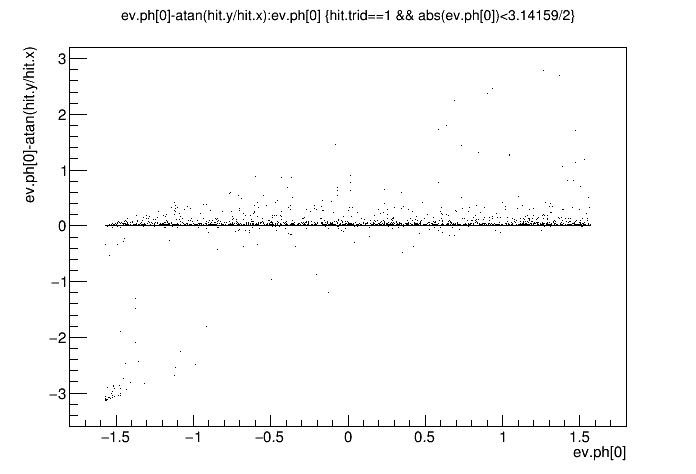 ev.ph[0]-atan(hit.y/hit.x):ev.ph[0] {hit.trid==1 && abs(ev.ph[0])<3.14159/2}
ev.ph[0]-atan(hit.y/hit.x)
3
2
1
0
−1
−2
−3
−1.5 −1 −0.5 0 0.5 1 1.5
ev.ph[0]